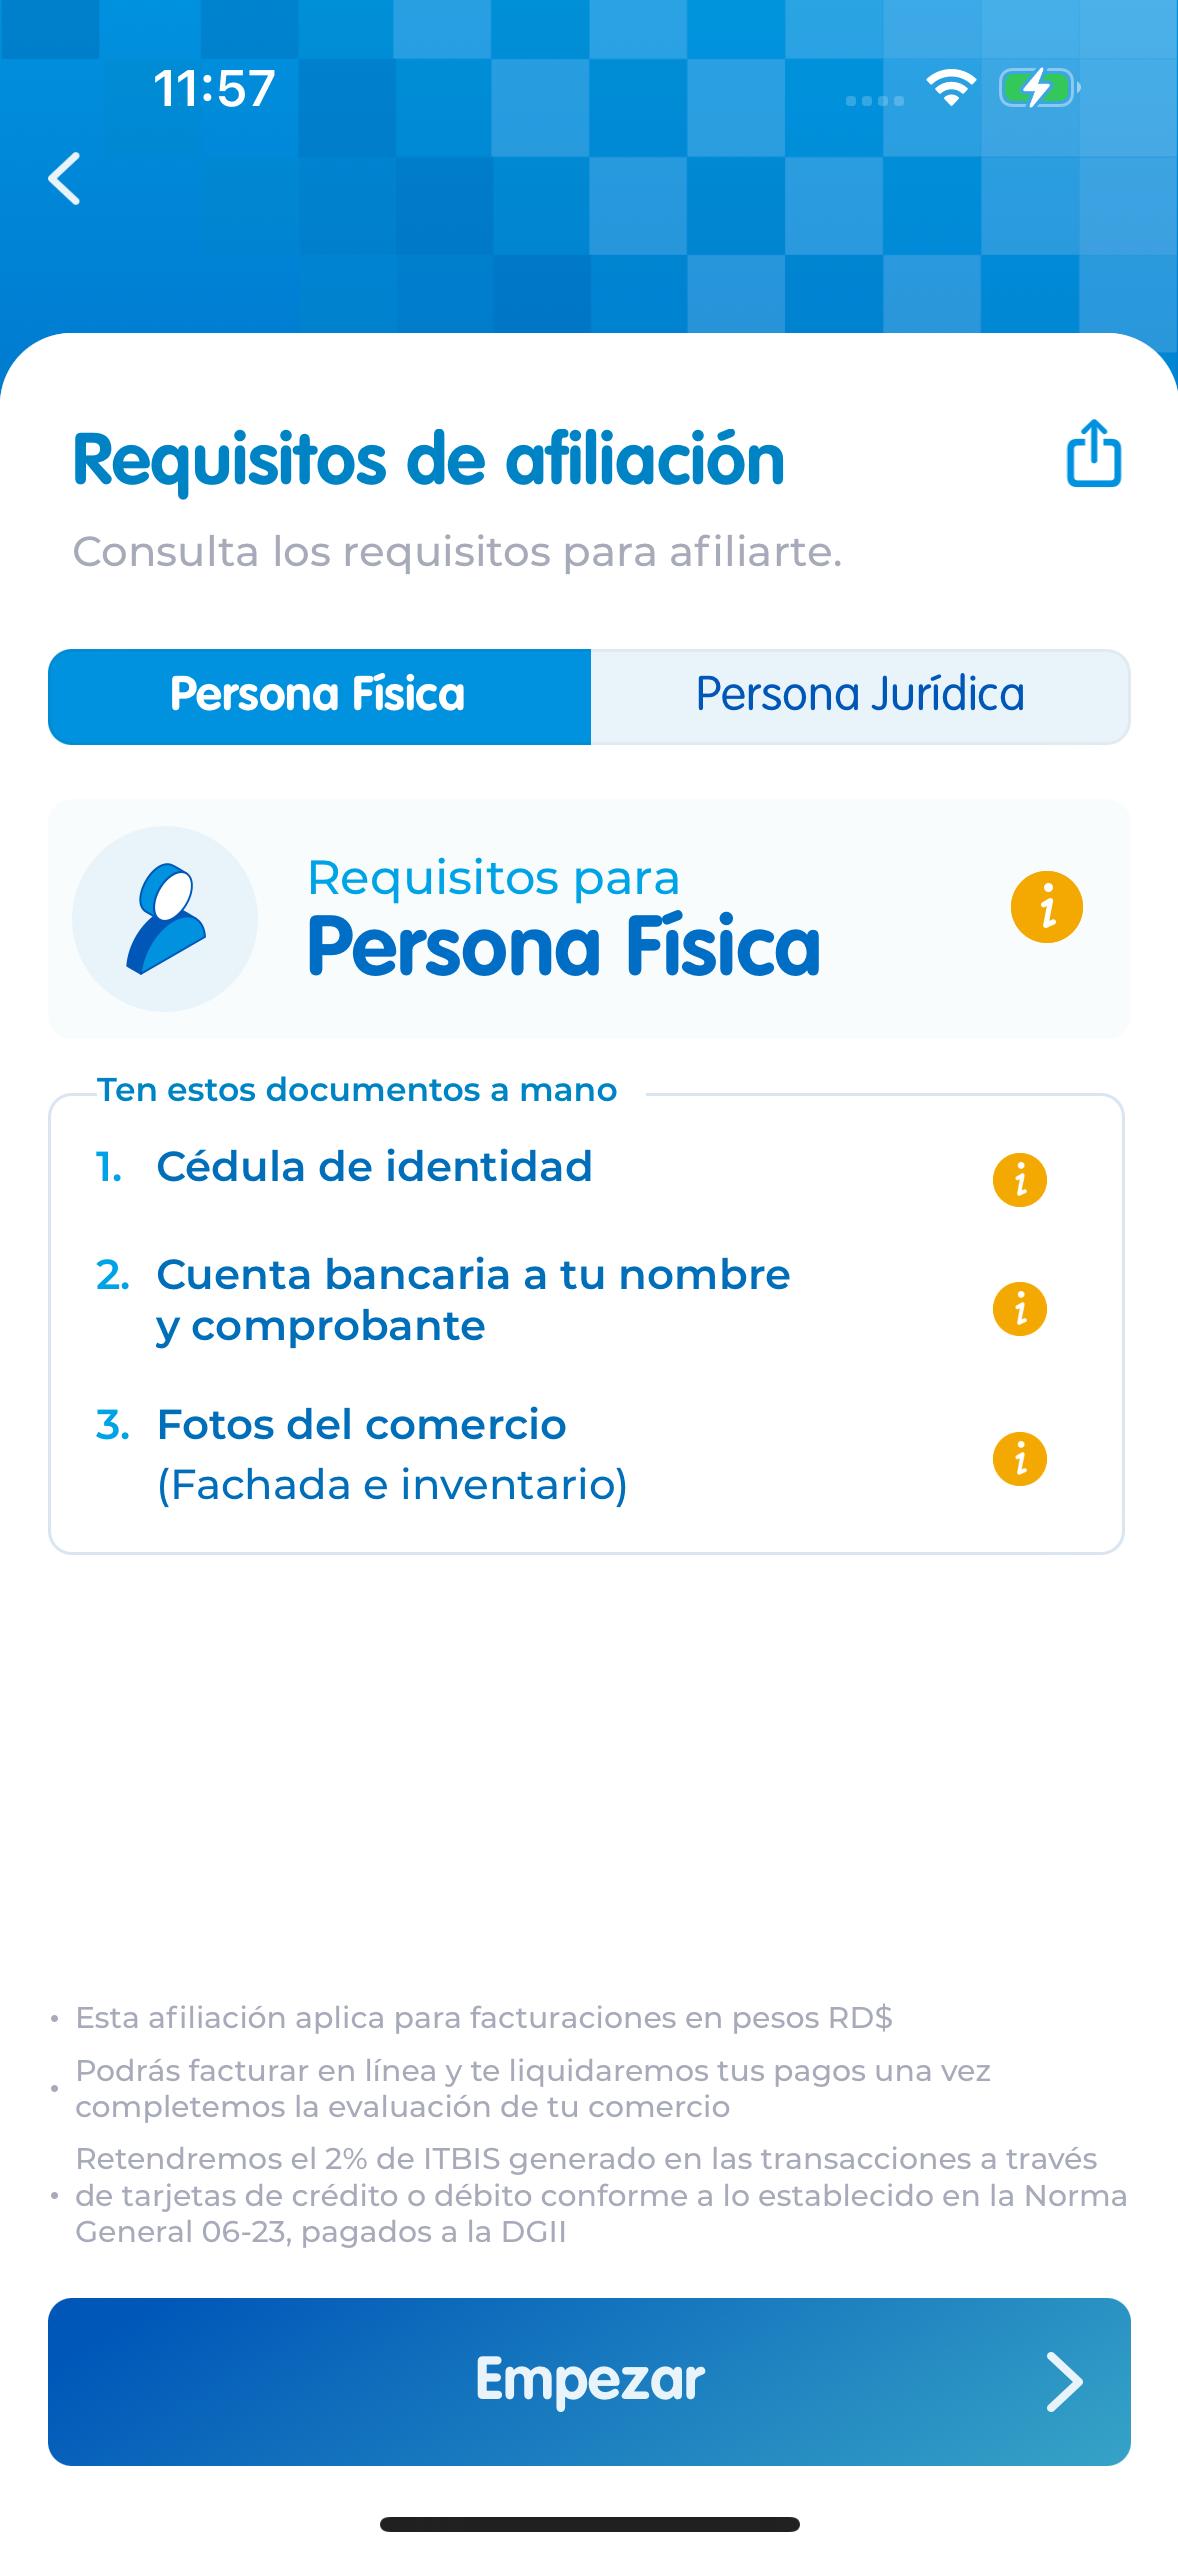 11:57
Requisitos de afiliación
Consulta los requisitos para afiliarte.
Persona Física
Persona Jurídica
Requisitos para
Persona Física
i
Ten estos documentos a mano
1. Cédula de identidad
i
2. Cuenta bancaria a tu nombre
y comprobante
i
3. Fotos del comercio
(Fachada e inventario)
i
• Esta afiliación aplica para facturaciones en pesos RD$
• Podrás facturar en línea y te liquidaremos tus pagos una vez
completemos la evaluación de tu comercio
• Retendremos el 2% de ITBIS generado en las transacciones a través
de tarjetas de crédito o débito conforme a lo establecido en la Norma
General 06-23, pagados a la DGII
Empezar